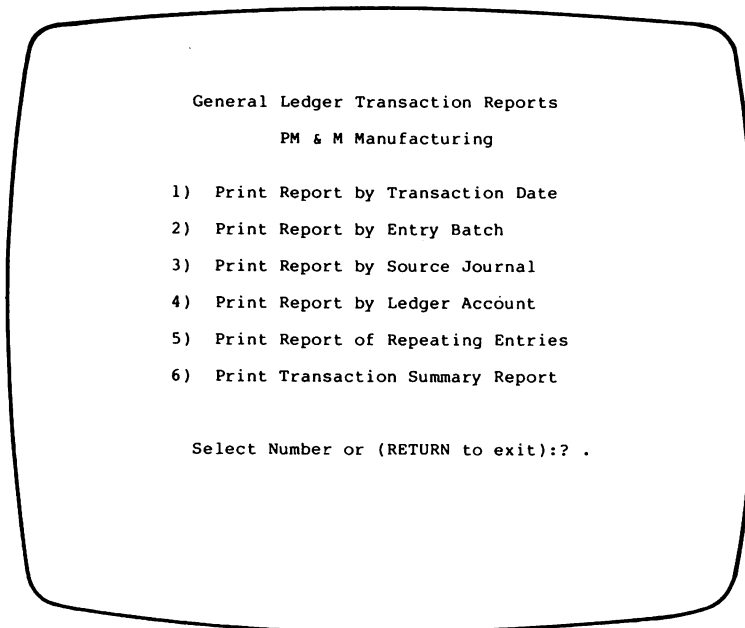 General Ledger Transaction Reports
PM & M Manufacturing
1) Print Report by Transaction Date
2) Print Report by Entry Batch
3) Print Report by Source Journal
4) Print Report by Ledger Account
5) Print Report of Repeating Entries
6) Print Transaction Summary Report
Select Number or (RETURN to exit):? .